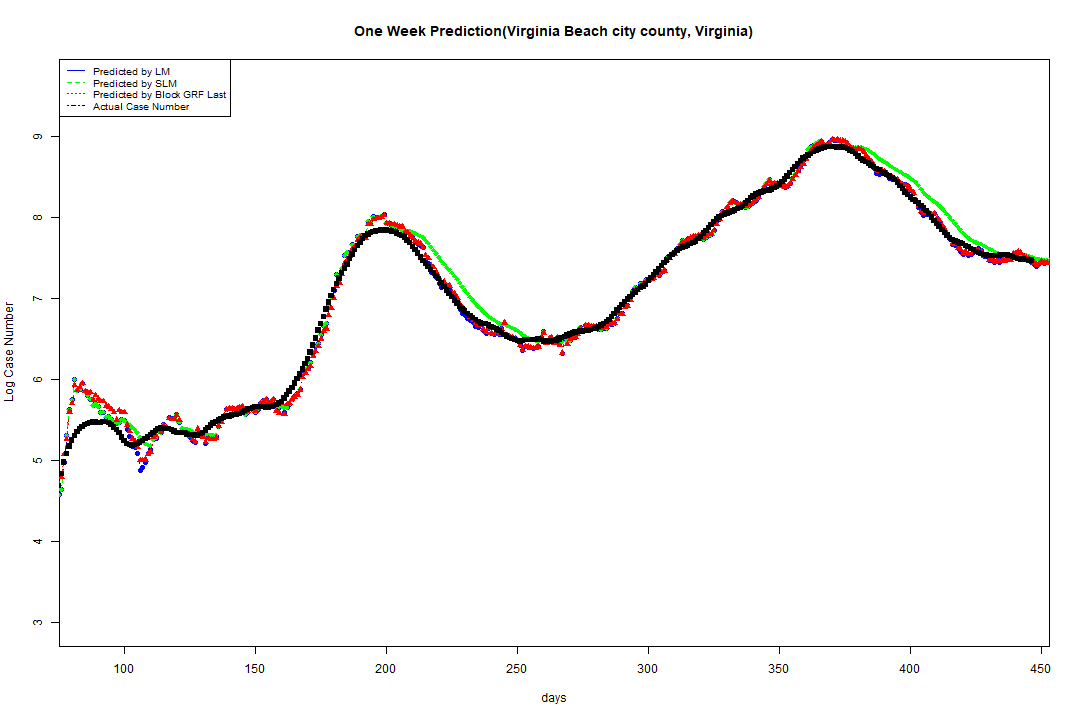 One Week Prediction(Virginia Beach city county, Virginia)
Predicted by LM
Predicted by SLM
Predicted by Block GRF Last
Actual Case Number
Log Case Number
9
8
7
6
5
4
3
100 150 200 250 300 350 400 450
days